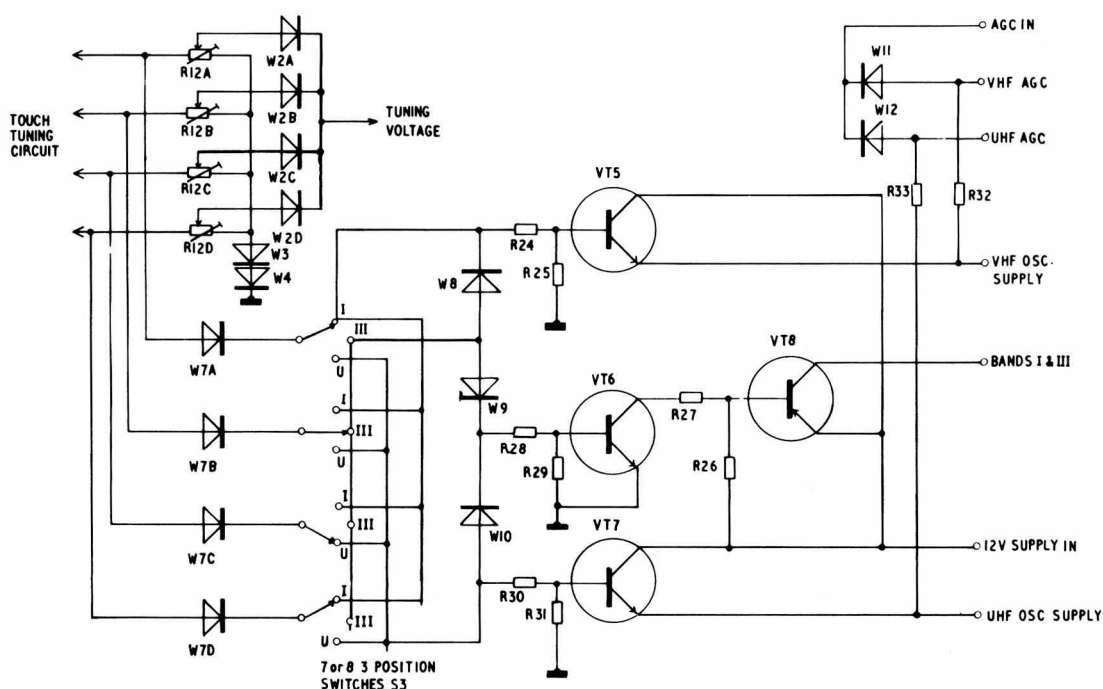 AGC IN
W11
VHF AGC
W12
UHF AGC
R33
R32
VHF OSC.
SUPPLY
W2A
R12A
W2B
R12B
TUNING
VOLTAGE
TOUCH
TUNING
CIRCUIT
W2C
R12C
W2D
R12D
W3
W4
VT5
R24
R25
W8
I
III
U
W7A
VT8
BANDS I & III
VT6
R27
W9
R28
R29
R26
I
III
U
W7B
W10
I
III
U
W7C
VT7
12V SUPPLY IN
R30
R31
UHF OSC SUPPLY
I
III
U
W7D
7 or 8 3 POSITION
SWITCHES S3